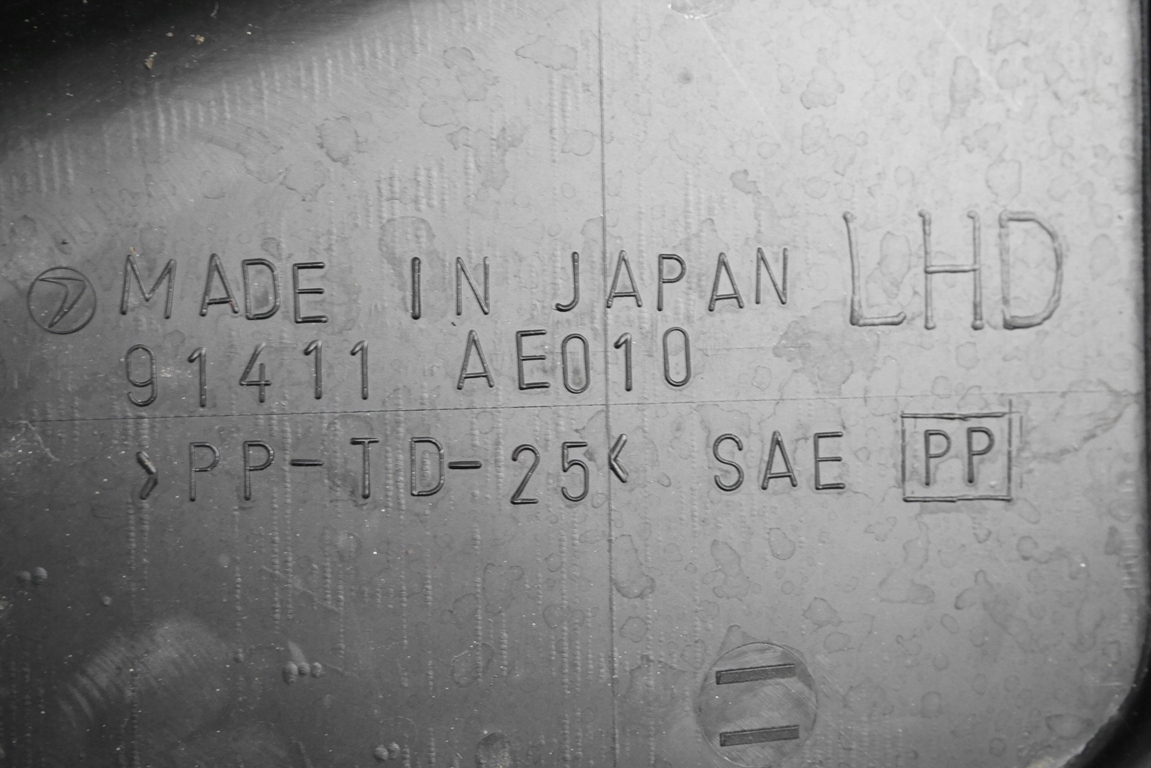 MADE IN JAPAN LHD
91411 AE010
>PP-TD-25< SAE PP